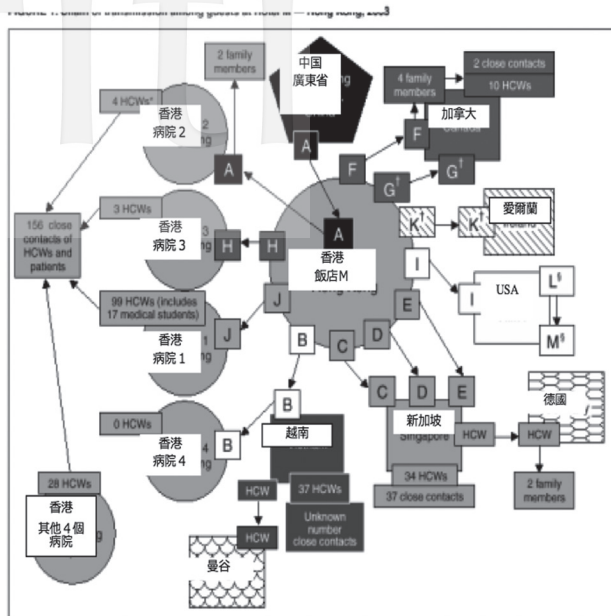 FIGURE 1. Chain of transmission among guests at Hotel M — Hong Kong, 2003
2 family
members
中国
廣東省
2 close contacts
10 HCWs
4 family
members
加拿大
4 HCWs*
香港
病院2
A
A
F
F
G†
G†
3 HCWs
香港
病院3
156 close
contacts of
HCWs and
patients
H
H
A
香港
飯店M
K†
K†
愛爾蘭
I
I
USA
L§
M§
99 HCWs (includes
17 medical students)
香港
病院1
J
J
E
D
C
B
B
C
D
E
0 HCWs
香港
病院4
B
越南
新加坡
Singapore
HCW
HCW
德國
28 HCWs
香港
其他4個
病院
HCW
37 HCWs
34 HCWs
37 close contacts
2 family
members
HCW
Unknown
number
close contacts
曼谷